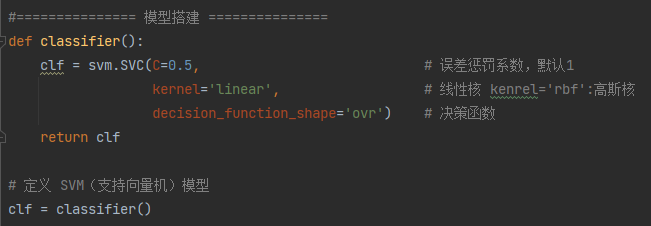 #=============== 模型搭建 ===============
def classifier():
clf = svm.SVC(C=0.5, # 误差惩罚系数，默认1
kernel='linear', # 线性核 kenrel='rbf':高斯核
decision_function_shape='ovr') # 决策函数
return clf
# 定义 SVM（支持向量机）模型
clf = classifier()